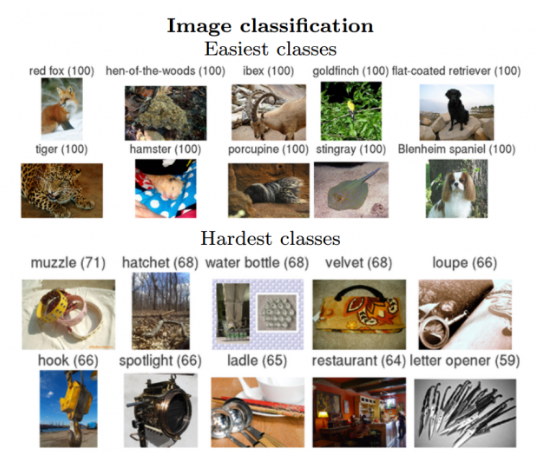 Image classification
Easiest classes
red fox (100) hen-of-the-woods (100) ibex (100) goldfinch (100) flat-coated retriever (100)
tiger (100) hamster (100) porcupine (100) stingray (100) Blenheim spaniel (100)
Hardest classes
muzzle (71) hatchet (68) water bottle (68) velvet (68) loupe (66)
hook (66) spotlight (66) ladle (65) restaurant (64) letter opener (59)